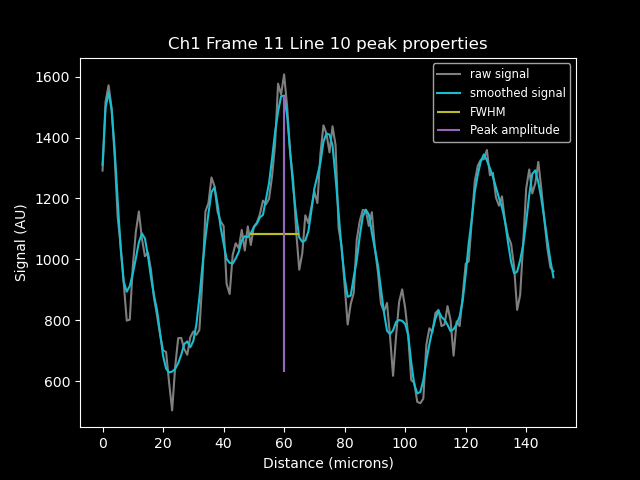 Ch1 Frame 11 Line 10 peak properties
raw signal
smoothed signal
FWHM
Peak amplitude
Signal (AU)
1600
1400
1200
1000
800
600
0 20 40 60 80 100 120 140
Distance (microns)